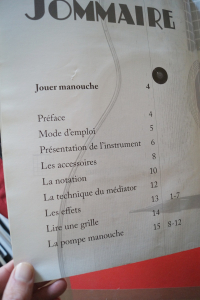 SOMMAIRE
Jouer manouche 4
Préface 4
Mode d'emploi 5
Présentation de l'instrument 6
Les accessoires 8
La notation 10
La technique du médiator 12
Les effets 13 1-7
Lire une grille 14
La pompe manouche 15 8-12